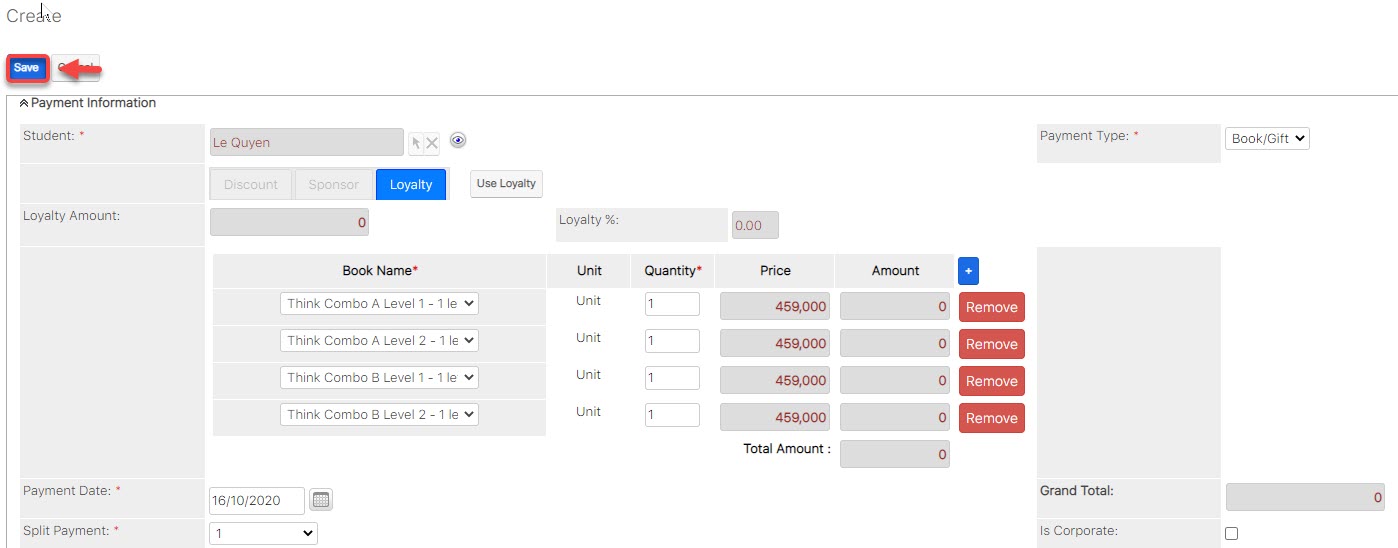 Create
Save Cancel
Payment Information
Student: * Le Quyen Payment Type: * Book/Gift
Discount Sponsor Loyalty Use Loyalty
Loyalty Amount: 0 Loyalty %: 0.00
Book Name* Unit Quantity* Price Amount +
Think Combo A Level 1 - 1 le Unit 1 459,000 0 Remove
Think Combo A Level 2 - 1 le Unit 1 459,000 0 Remove
Think Combo B Level 1 - 1 le Unit 1 459,000 0 Remove
Think Combo B Level 2 - 1 le Unit 1 459,000 0 Remove
Total Amount : 0
Payment Date: * 16/10/2020 Grand Total: 0
Split Payment: * 1 Is Corporate: